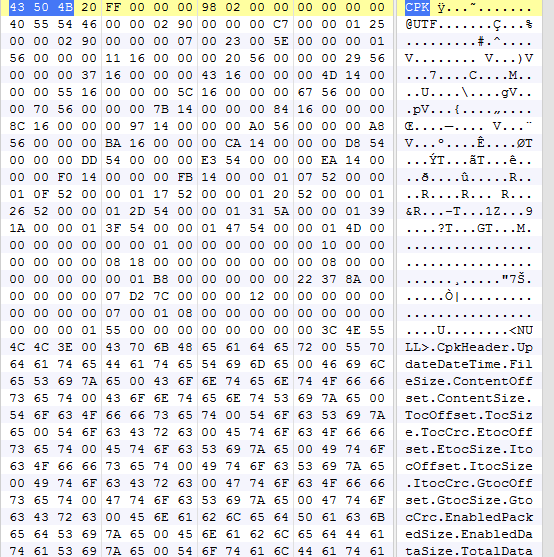 43 50 4B 20 FF 00 00 00 98 02 00 00 00 00 00 00 CPK ÿ...˜.......
40 55 54 46 00 00 02 90 00 00 00 C7 00 00 01 25 @UTF.......Ç...%
00 00 02 90 00 00 00 07 00 23 00 5E 00 00 00 01 .........#.^....
56 00 00 00 11 16 00 00 00 20 56 00 00 00 29 56 V........ V...)V
00 00 00 37 16 00 00 00 43 16 00 00 00 4D 14 00 ...7....C....M..
00 00 55 16 00 00 00 5C 16 00 00 00 67 56 00 00 ..U....\....gV..
00 70 56 00 00 00 7B 14 00 00 00 84 16 00 00 00 .pV...{....„....
8C 16 00 00 00 97 14 00 00 00 A0 56 00 00 00 A8 Œ....—.... V...¨
56 00 00 00 BA 16 00 00 00 CA 14 00 00 00 D8 54 V...º....Ê....ØT
00 00 00 DD 54 00 00 00 E3 54 00 00 00 EA 14 00 ...ÝT...ãT...ê..
00 00 F0 14 00 00 00 FB 14 00 00 01 07 52 00 00 ..ð....û.....R..
01 0F 52 00 00 01 17 52 00 00 01 20 52 00 00 01 ..R....R... R...
26 52 00 00 01 2D 54 00 00 01 31 5A 00 00 01 39 &R...-T...1Z...9
1A 00 00 01 3F 54 00 00 01 47 54 00 00 01 4D 00 ....?T...GT...M.
00 00 00 00 00 00 01 00 00 00 00 00 10 00 00 00 ................
00 00 00 00 08 18 00 00 00 00 00 00 00 08 00 00 ................
00 00 00 00 00 01 B8 00 00 00 00 00 22 37 8A 00 ......¸....."7Š.
00 00 00 00 07 D2 7C 00 00 00 12 00 00 00 00 00 .....Ò|.........
00 00 00 00 07 00 01 08 00 00 00 00 00 00 00 00 ................
00 00 00 01 55 00 00 00 00 00 00 00 00 3C 4E 55 ....U........<NU
4C 4C 3E 00 43 70 6B 48 65 61 64 65 72 00 55 70 LL>.CpkHeader.Up
64 61 74 65 44 61 74 65 54 69 6D 65 00 46 69 6C dateDateTime.Fil
65 53 69 7A 65 00 43 6F 6E 74 65 6E 74 4F 66 66 eSize.ContentOff
73 65 74 00 43 6F 6E 74 65 6E 74 53 69 7A 65 00 set.ContentSize.
54 6F 63 4F 66 66 73 65 74 00 54 6F 63 53 69 7A TocOffset.TocSiz
65 00 54 6F 63 43 72 63 00 45 74 6F 63 4F 66 66 e.TocCrc.EtocOff
73 65 74 00 45 74 6F 63 53 69 7A 65 00 49 74 6F set.EtocSize.Ito
63 4F 66 66 73 65 74 00 49 74 6F 63 53 69 7A 65 cOffset.ItocSize
00 49 74 6F 63 43 72 63 00 47 74 6F 63 4F 66 66 .ItocCrc.GtocOff
73 65 74 00 47 74 6F 63 53 69 7A 65 00 47 74 6F set.GtocSize.Gto
63 43 72 63 00 45 6E 61 62 6C 65 50 61 63 6B cCrc.EnabledPack
65 64 53 69 7A 65 00 45 6E 61 62 6C 65 64 44 61 edSize.EnabledDa
74 61 53 69 7A 65 00 54 6F 74 61 6C 44 61 74 61 taSize.TotalData